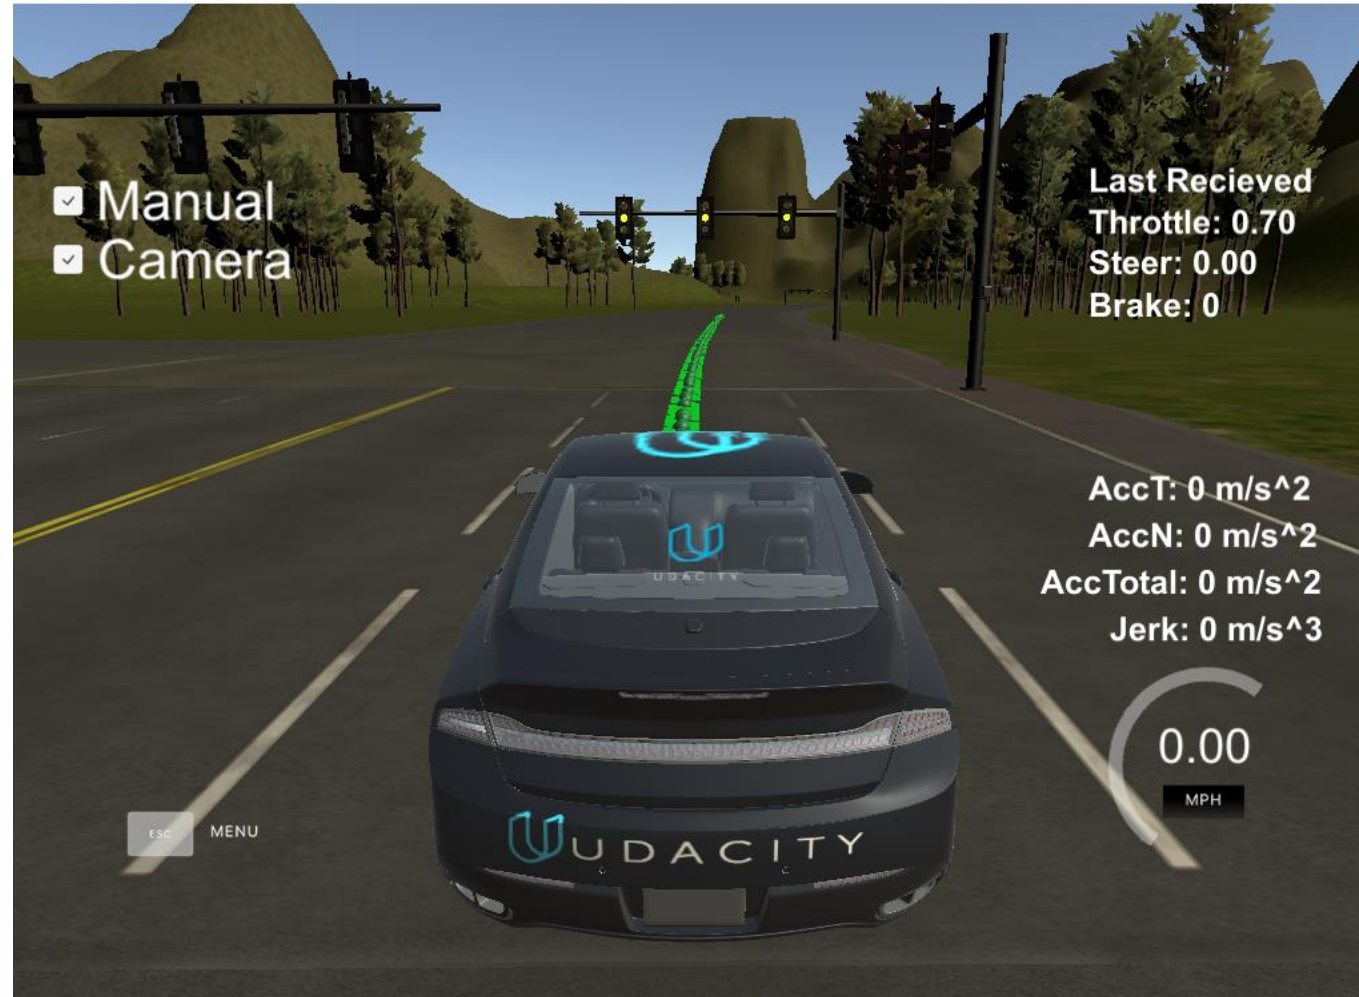 Manual
Camera
Last Recieved
Throttle: 0.70
Steer: 0.00
Brake: 0
AccT: 0 m/s^2
AccN: 0 m/s^2
AccTotal: 0 m/s^2
Jerk: 0 m/s^3
0.00
MPH
ESC MENU
UDACITY
UDACITY